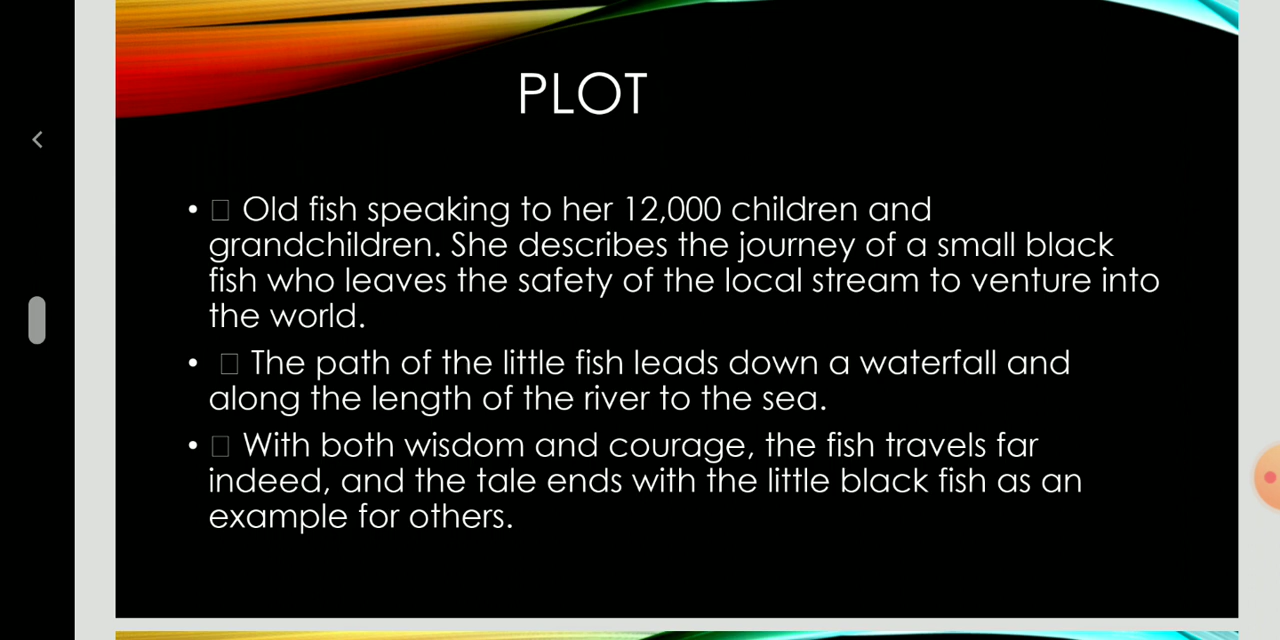 PLOT
• □ Old fish speaking to her 12,000 children and
grandchildren. She describes the journey of a small black
fish who leaves the safety of the local stream to venture into
the world.
• □ The path of the little fish leads down a waterfall and
along the length of the river to the sea.
• □ With both wisdom and courage, the fish travels far
indeed, and the tale ends with the little black fish as an
example for others.